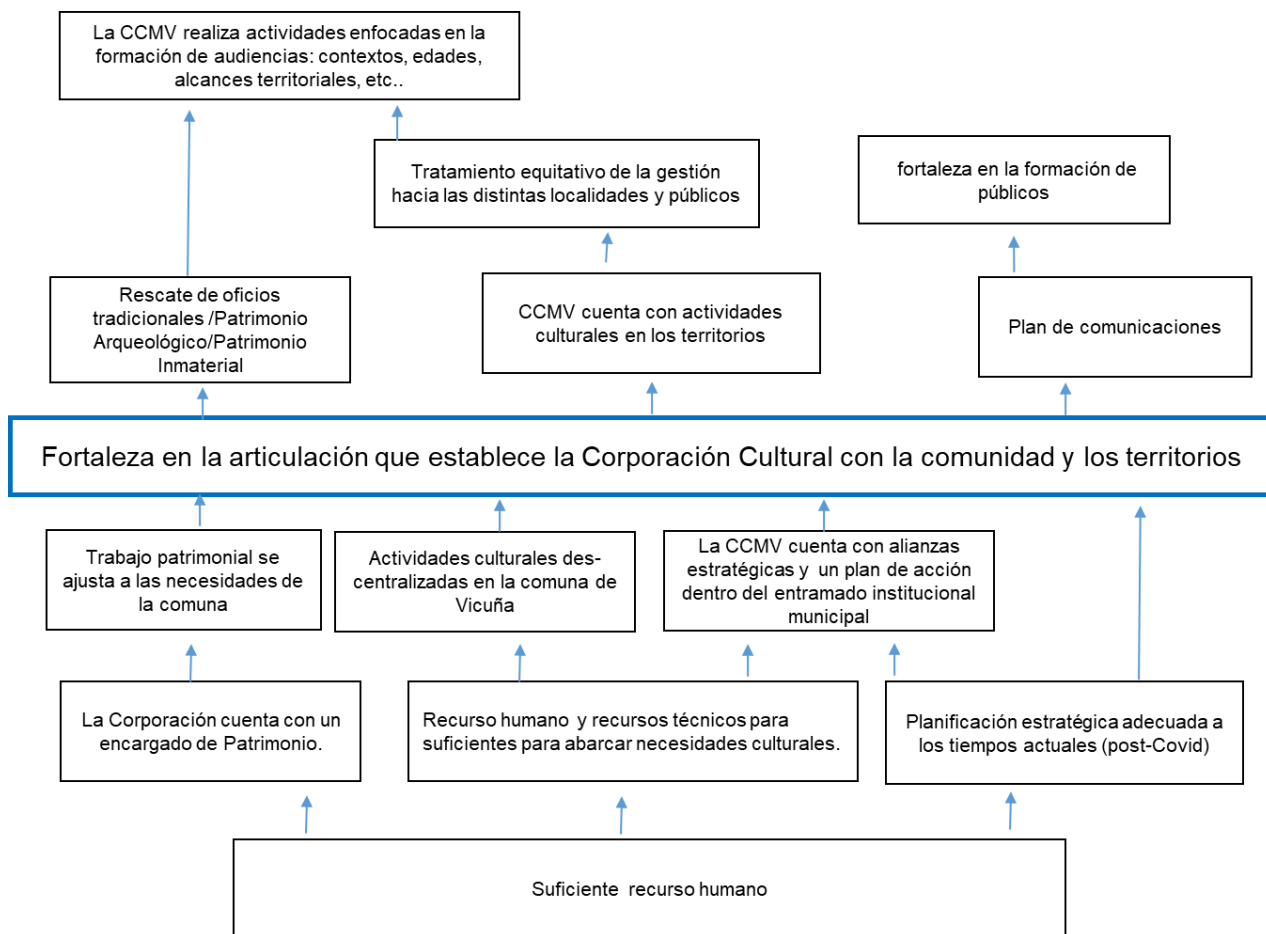 La CCMV realiza actividades enfocadas en la
formación de audiencias: contextos, edades,
alcances territoriales, etc..
Tratamiento equitativo de la gestión
hacia las distintas localidades y públicos
fortaleza en la formación de
públicos
Rescate de oficios
tradicionales /Patrimonio
Arqueológico/Patrimonio
Inmaterial
CCMV cuenta con actividades
culturales en los territorios
Plan de comunicaciones
Fortaleza en la articulación que establece la Corporación Cultural con la comunidad y los territorios
Trabajo patrimonial se
ajusta a las necesidades de
la comuna
Actividades culturales des-
centralizadas en la comuna de
Vicuña
La CCMV cuenta con alianzas
estratégicas y un plan de acción
dentro del entramado institucional
municipal
La Corporación cuenta con un
encargado de Patrimonio.
Recurso humano y recursos técnicos para
suficientes para abarcar necesidades culturales.
Planificación estratégica adecuada a
los tiempos actuales (post-Covid)
Suficiente recurso humano